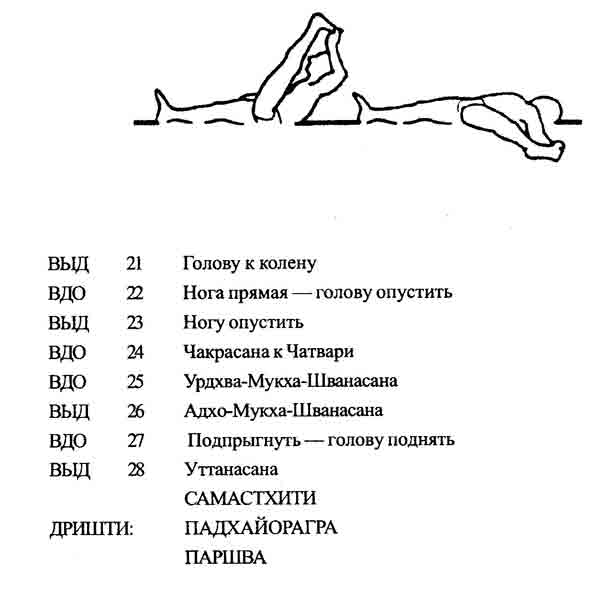 ВЫД 21 Голову к колену
ВДО 22 Нога прямая — голову опустить
ВЫД 23 Ногу опустить
ВДО 24 Чакрасана к Чатвари
ВДО 25 Урдхва-Мукха-Шванасана
ВЫД 26 Адхо-Мукха-Шванасана
ВДО 27 Подпрыгнуть — голову поднять
ВЫД 28 Уттанасана
САМАСТХИТИ
ДРИШТИ: ПАДХАЙОРАГРА
ПАРШВА